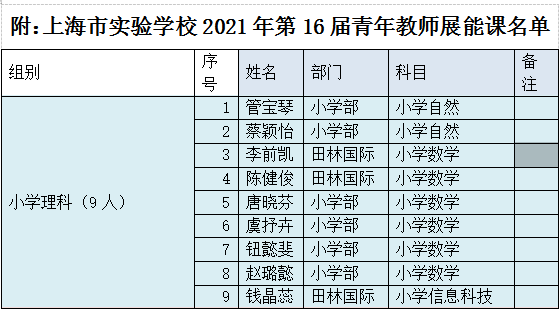 附：上海市实验学校 2021 年第 16 届青年教师展能课名单
组别 序号 姓名 部门 科目 备注
小学理科（9 人）
1 管宝琴 小学部 小学自然
2 蔡颖怡 小学部 小学自然
3 李前凯 田林国际 小学数学
4 陈健俊 田林国际 小学数学
5 唐晓芬 小学部 小学数学
6 虞抒卉 小学部 小学数学
7 钮懿斐 小学部 小学数学
8 赵璐懿 小学部 小学数学
9 钱晶蕊 田林国际 小学信息科技